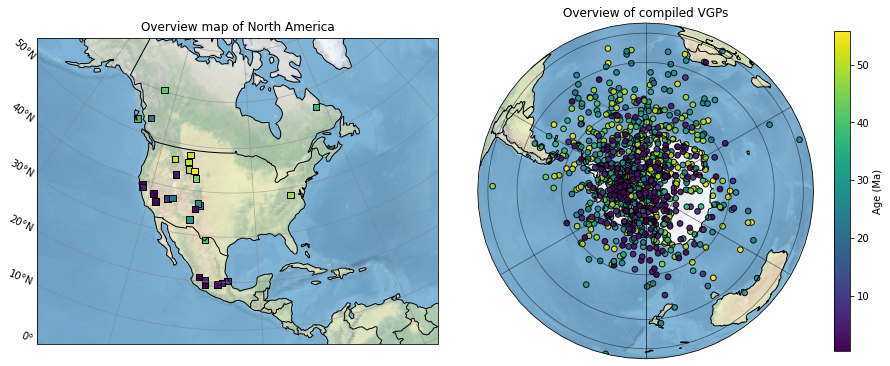 Overview map of North America
50°N
40°N
30°N
20°N
10°N
0°
Overview of compiled VGPs
50
40
30
20
10
Age (Ma)